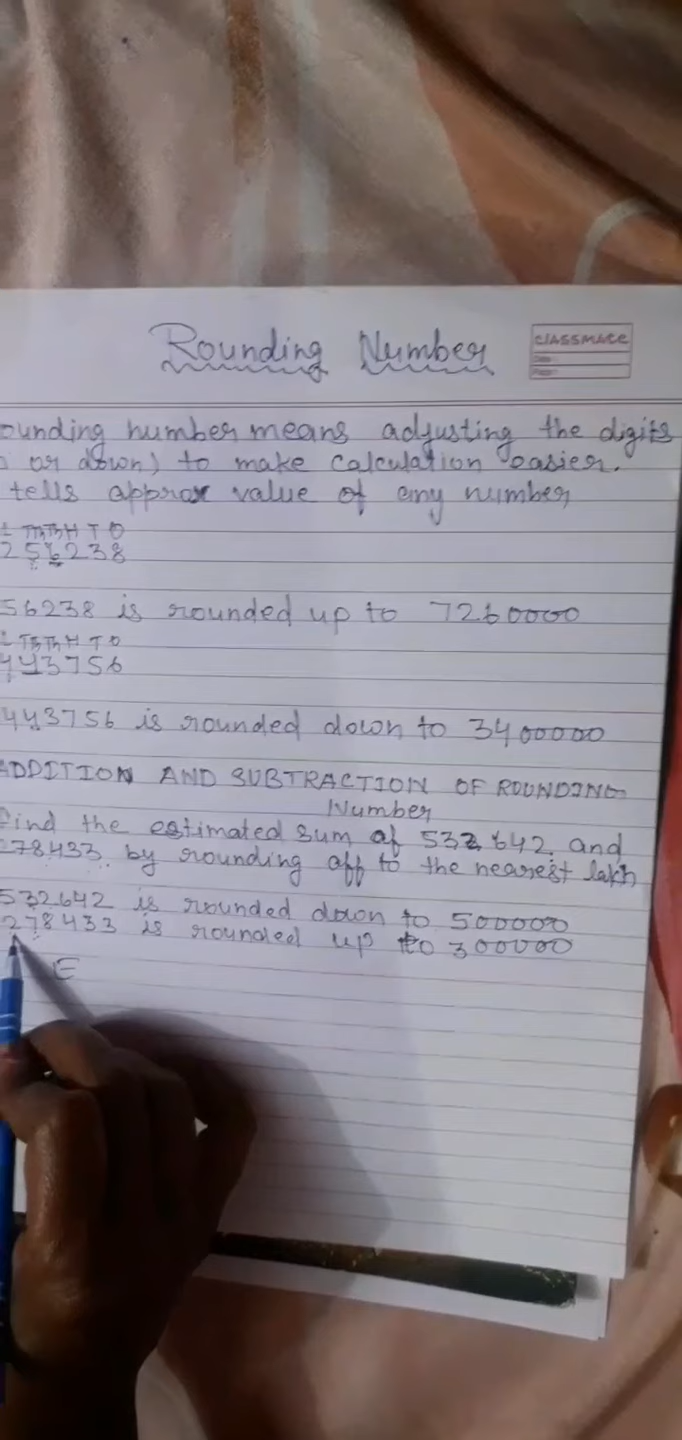 Rounding Number
CLASSMATE
ounding number means adjusting the digits
or down) to make calculation easier.
tells approx value of any number
L TTh Th H T O
256238
56238 is rounded up to 7260000
L TTh Th H T O
443756
443756 is rounded down to 3400000
ADDITION AND SUBTRACTION OF ROUNDING
Number
Find the estimated sum of 532642 and
278433 by rounding off to the nearest lakh
532642 is rounded down to 500000
278433 is rounded up to 300000
E